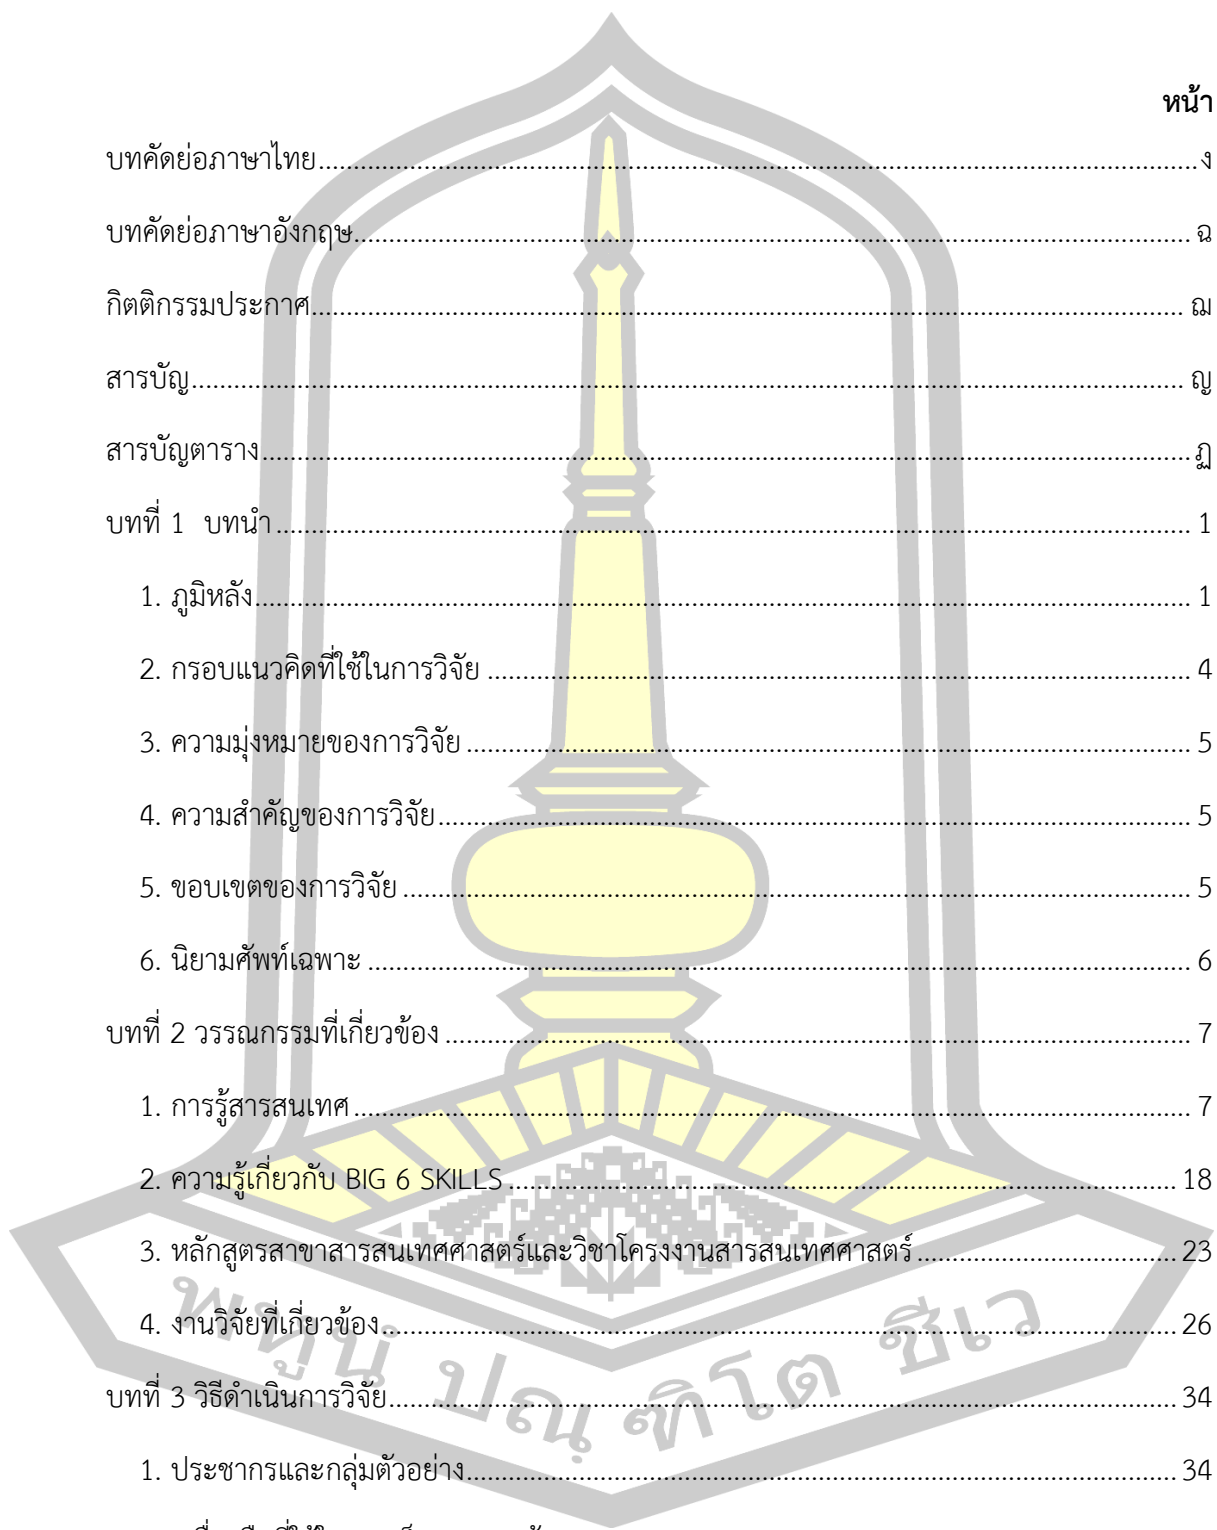 หน้า
บทคัดย่อภาษาไทย....................ง
บทคัดย่อภาษาอังกฤษ.................... ฉ
กิตติกรรมประกาศ.................... ฌ
สารบัญ.................... ญ
สารบัญตาราง....................ฏ
บทที่ 1 บทนำ.................... 1
1. ภูมิหลัง.................... 1
2. กรอบแนวคิดที่ใช้ในการวิจัย.................... 4
3. ความมุ่งหมายของการวิจัย.................... 5
4. ความสำคัญของการวิจัย.................... 5
5. ขอบเขตของการวิจัย.................... 5
6. นิยามศัพท์เฉพาะ.................... 6
บทที่ 2 วรรณกรรมที่เกี่ยวข้อง.................... 7
1. การรู้สารสนเทศ.................... 7
2. ความรู้เกี่ยวกับ BIG 6 SKILLS.................... 18
3. หลักสูตรสาขาสารสนเทศศาสตร์และวิชาโครงงานสารสนเทศศาสตร์.................... 23
4. งานวิจัยที่เกี่ยวข้อง.................... 26
บทที่ 3 วิธีดำเนินการวิจัย.................... 34
1. ประชากรและกลุ่มตัวอย่าง.................... 34
พหูนํ ปณฺฑิโต ชีเว